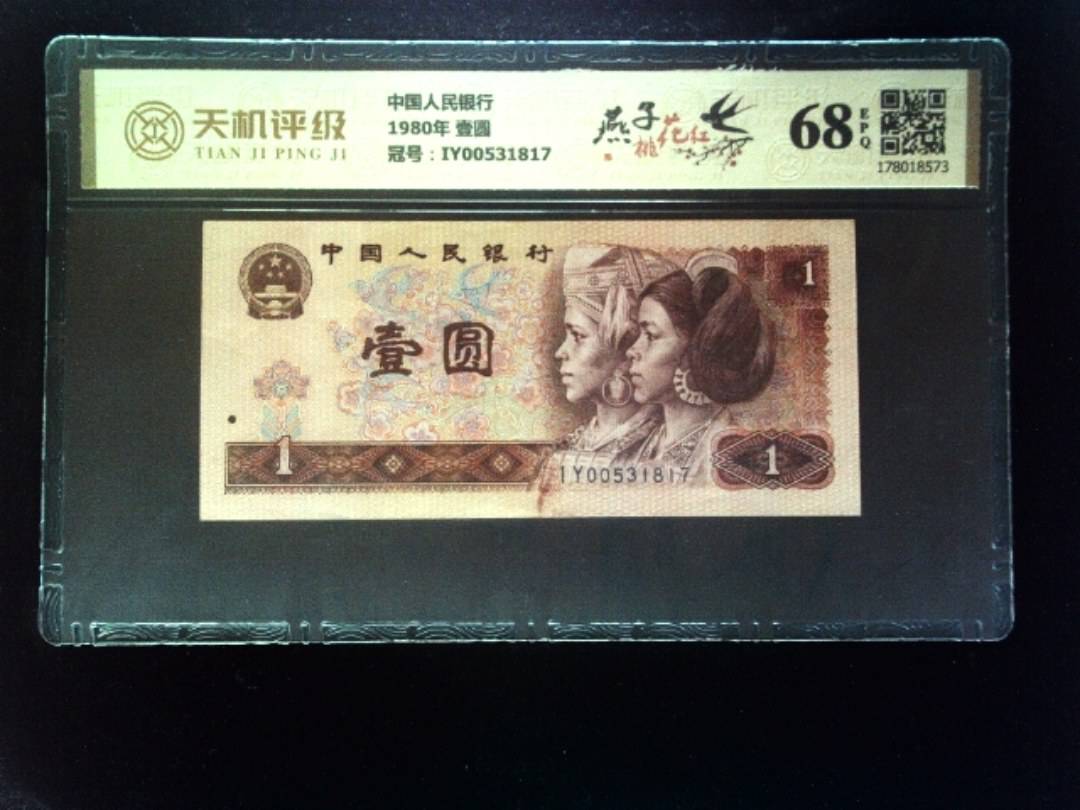 天机评级
TIAN JI PING JI
中国人民银行
1980年 壹圆
冠号：IY00531817
燕子
桃花红
68
EPQ
178018573
中国人民银行
壹圆
1
1
1
IY00531817